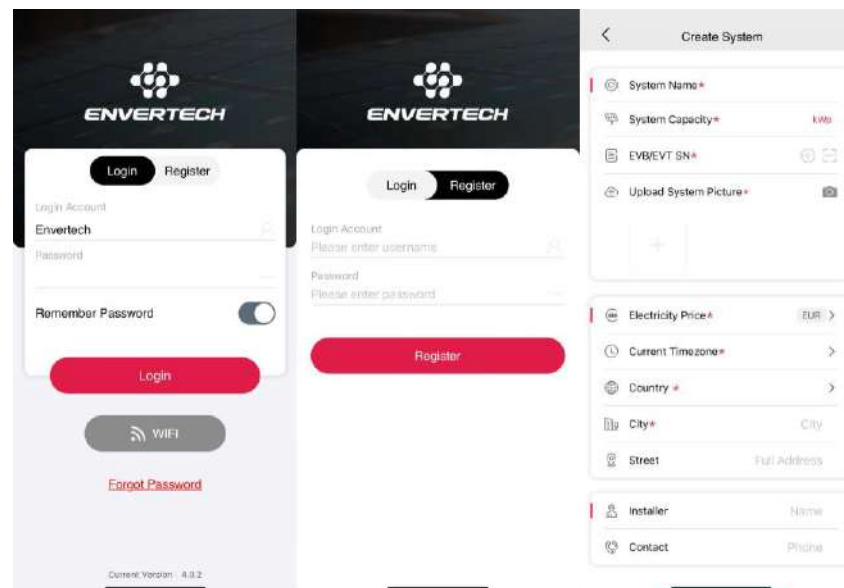 ENVERTECH
Login Register
Login Account
Envertech
Password
Remember Password
Login
WIFI
Forgot Password
Current Version 4.0.2
ENVERTECH
Login Register
Login Account
Please enter username
Password
Please enter password
Register
Create System
System Name*
System Capacity* kWp
EVB/EVT SN*
Upload System Picture*
Electricity Price* EUR
Current Timezone*
Country *
City* City
Street Full Address
Installer Name
Contact Phone